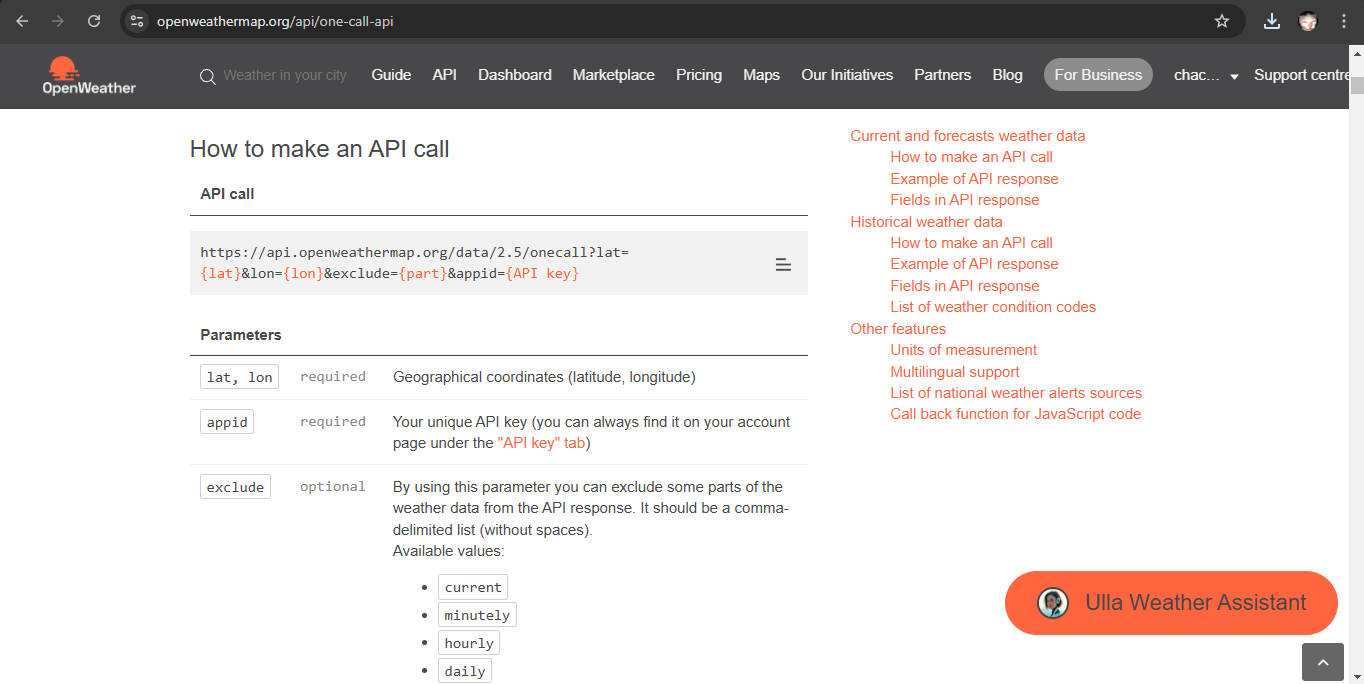 openweathermap.org/api/one-call-api
OpenWeather
Weather in your city
Guide
API
Dashboard
Marketplace
Pricing
Maps
Our Initiatives
Partners
Blog
For Business
chac...
Support centre
How to make an API call
API call
https://api.openweathermap.org/data/2.5/onecall?lat=
{lat}&lon={lon}&exclude={part}&appid={API key}
Parameters
lat, lon required Geographical coordinates (latitude, longitude)
appid required Your unique API key (you can always find it on your account
page under the "API key" tab)
exclude optional By using this parameter you can exclude some parts of the
weather data from the API response. It should be a comma-
delimited list (without spaces).
Available values:
• current
• minutely
• hourly
• daily
Current and forecasts weather data
How to make an API call
Example of API response
Fields in API response
Historical weather data
How to make an API call
Example of API response
Fields in API response
List of weather condition codes
Other features
Units of measurement
Multilingual support
List of national weather alerts sources
Call back function for JavaScript code
Ulla Weather Assistant